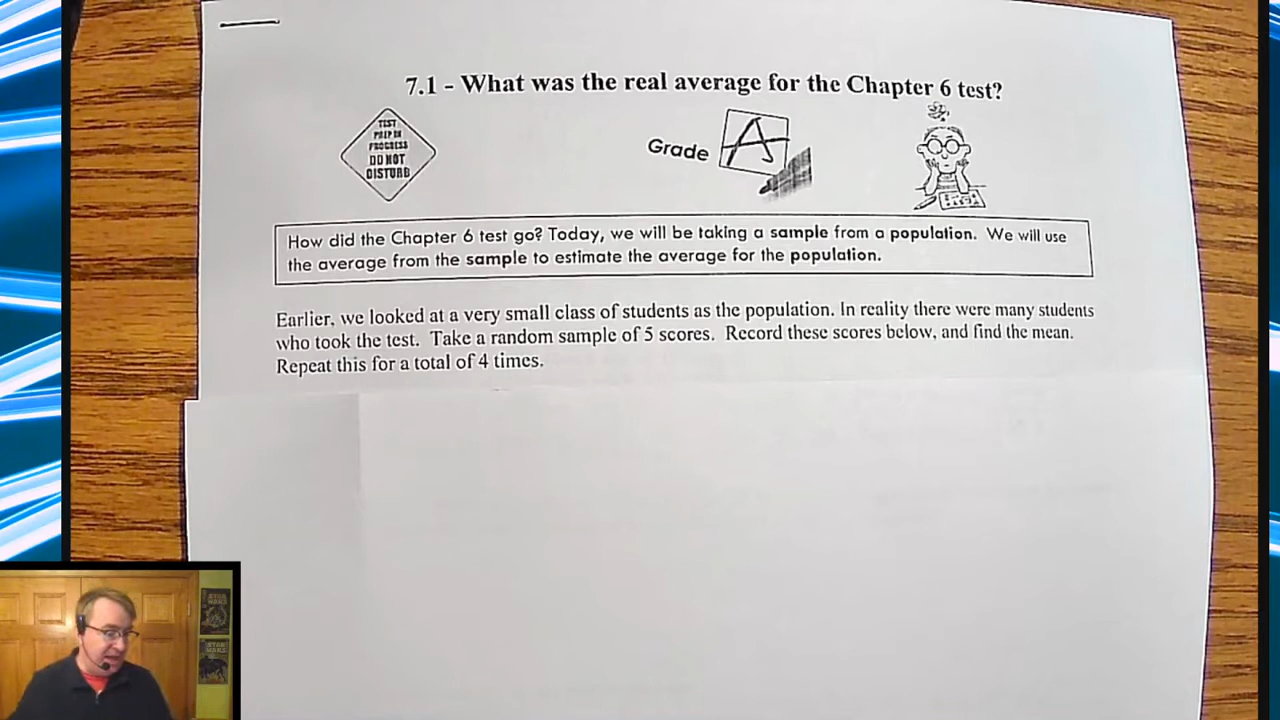 7.1 - What was the real average for the Chapter 6 test?
TEST
PREP IN
PROGRESS
DO NOT
DISTURB
Grade
A+
How did the Chapter 6 test go? Today, we will be taking a sample from a population. We will use
the average from the sample to estimate the average for the population.
Earlier, we looked at a very small class of students as the population. In reality there were many students
who took the test. Take a random sample of 5 scores. Record these scores below, and find the mean.
Repeat this for a total of 4 times.
STAR
WARS
STAR
WARS